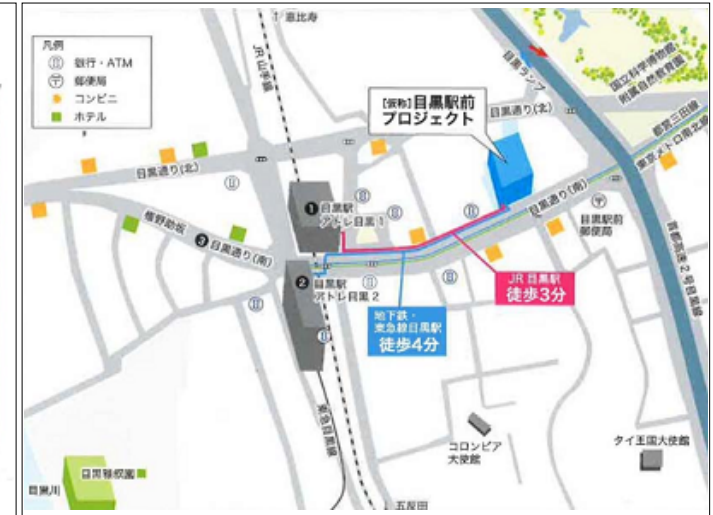 ↑恵比寿
凡例
銀行・ATM
〒 郵便局
コンビニ
ホテル
JR山手線
目黒ランプ
国立科学博物館
附属自然教育園
【仮称】目黒駅前
プロジェクト
目黒通り(北)
都営三田線
東京メトロ南北線
目黒通り(北)
目黒通り(南)
〒
目黒駅前
郵便局
❶ 目黒駅
アトレ目黒1
権野助坂
❸ 目黒通り(南)
❷ 目黒駅
アトレ目黒2
JR 目黒駅
徒歩3分
地下鉄・
東急線目黒駅
徒歩4分
首都高速2号目黒線
東急目黒線
コロンビア
大使館
タイ王国大使館
目黒雅叙園
目黒川
↓五反田